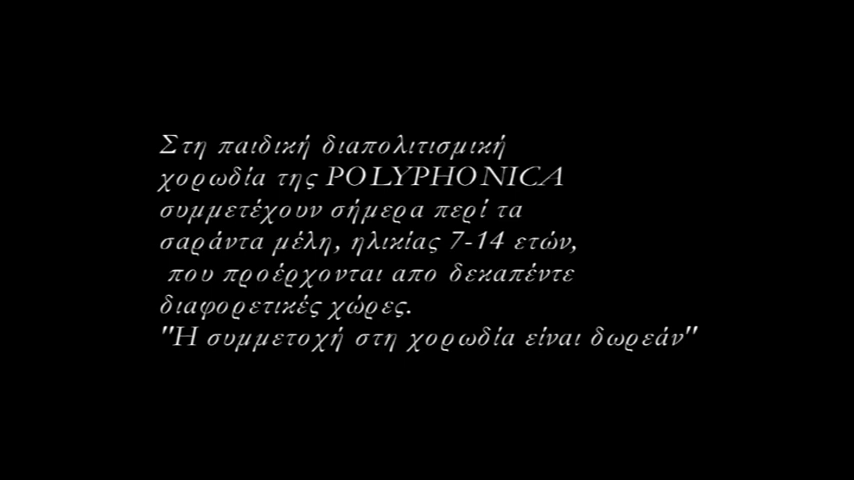 Στη παιδική διαπολιτισμική
χορωδία της POLYPHONICA
συμμετέχουν σήμερα περί τα
σαράντα μέλη, ηλικίας 7-14 ετών,
που προέρχονται απο δεκαπέντε
διαφορετικές χώρες.
"Η συμμετοχή στη χορωδία είναι δωρεάν"